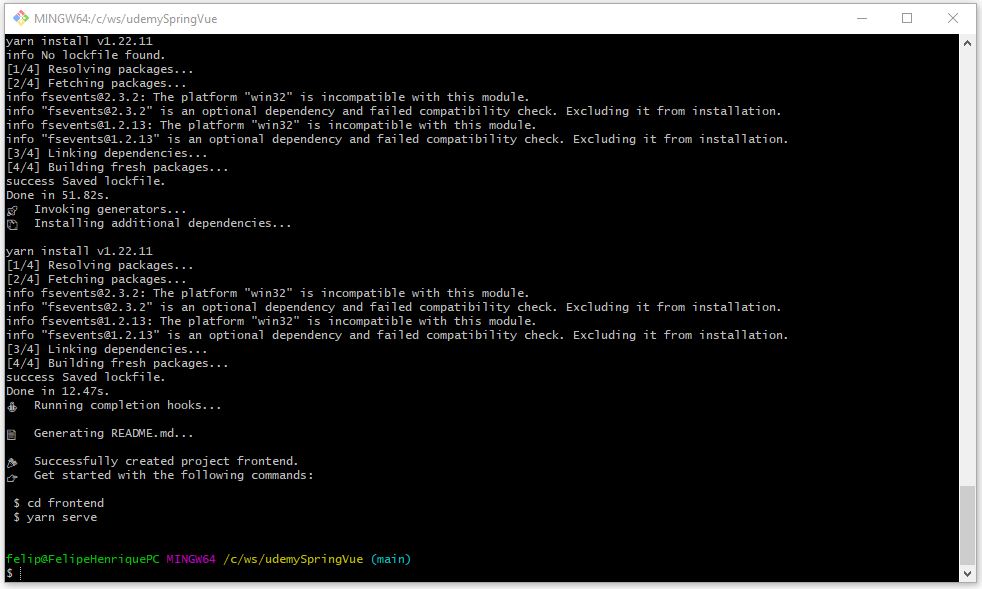 MINGW64:/c/ws/udemySpringVue
yarn install v1.22.11
info No lockfile found.
[1/4] Resolving packages...
[2/4] Fetching packages...
info fsevents@2.3.2: The platform "win32" is incompatible with this module.
info "fsevents@2.3.2" is an optional dependency and failed compatibility check. Excluding it from installation.
info fsevents@1.2.13: The platform "win32" is incompatible with this module.
info "fsevents@1.2.13" is an optional dependency and failed compatibility check. Excluding it from installation.
[3/4] Linking dependencies...
[4/4] Building fresh packages...
success Saved lockfile.
Done in 51.82s.
Invoking generators...
Installing additional dependencies...
yarn install v1.22.11
[1/4] Resolving packages...
[2/4] Fetching packages...
info fsevents@2.3.2: The platform "win32" is incompatible with this module.
info "fsevents@2.3.2" is an optional dependency and failed compatibility check. Excluding it from installation.
info fsevents@1.2.13: The platform "win32" is incompatible with this module.
info "fsevents@1.2.13" is an optional dependency and failed compatibility check. Excluding it from installation.
[3/4] Linking dependencies...
[4/4] Building fresh packages...
success Saved lockfile.
Done in 12.47s.
Running completion hooks...
Generating README.md...
Successfully created project frontend.
Get started with the following commands:
$ cd frontend
$ yarn serve
felip@FelipeHenriquePC MINGW64 /c/ws/udemySpringVue (main)
$